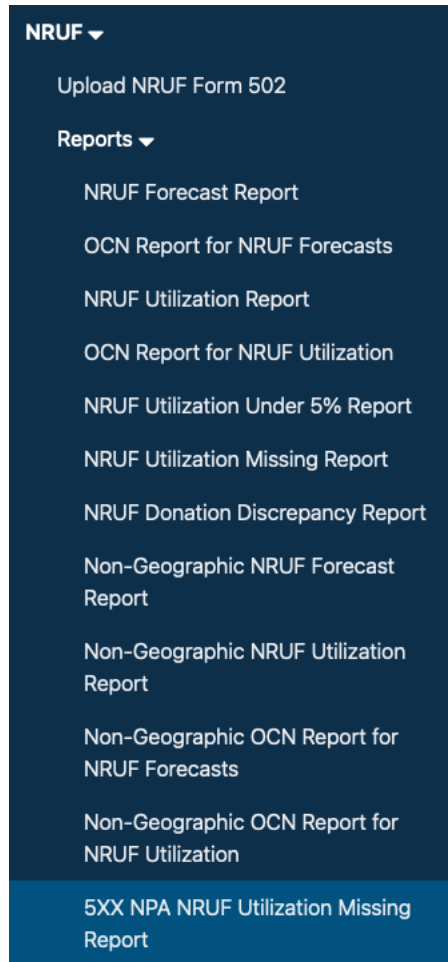 NRUF
Upload NRUF Form 502
Reports
NRUF Forecast Report
OCN Report for NRUF Forecasts
NRUF Utilization Report
OCN Report for NRUF Utilization
NRUF Utilization Under 5% Report
NRUF Utilization Missing Report
NRUF Donation Discrepancy Report
Non-Geographic NRUF Forecast
Report
Non-Geographic NRUF Utilization
Report
Non-Geographic OCN Report for
NRUF Forecasts
Non-Geographic OCN Report for
NRUF Utilization
5XX NPA NRUF Utilization Missing
Report